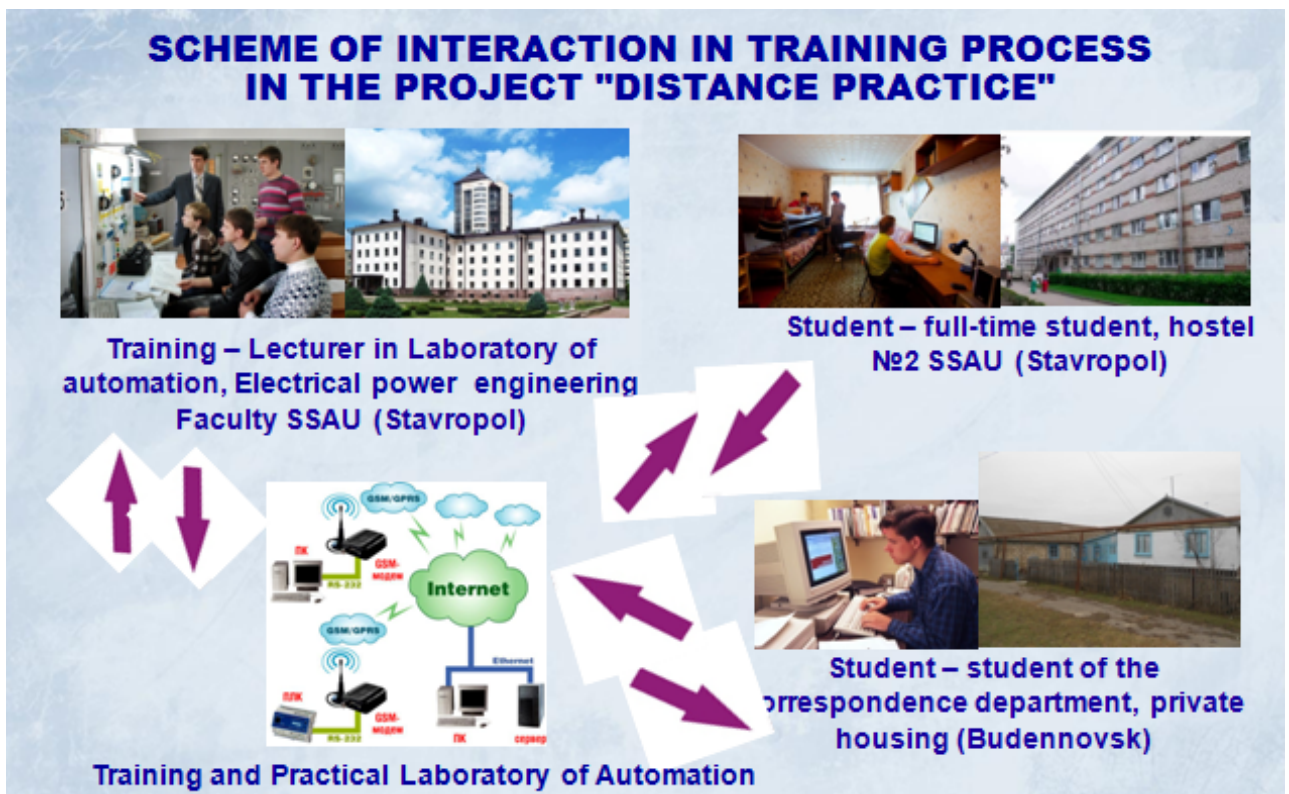 SCHEME OF INTERACTION IN TRAINING PROCESS
IN THE PROJECT "DISTANCE PRACTICE"
Training – Lecturer in Laboratory of
automation, Electrical power engineering
Faculty SSAU (Stavropol)
Student – full-time student, hostel
№2 SSAU (Stavropol)
GSM/GPRS
ПК
GSM-
модем
RS-232
Internet
GSM/GPRS
Ethernet
ПЛК
GSM-
модем
RS-232
ПК
сервер
Student – student of the
orrespondence department, private
housing (Budennovsk)
Training and Practical Laboratory of Automation